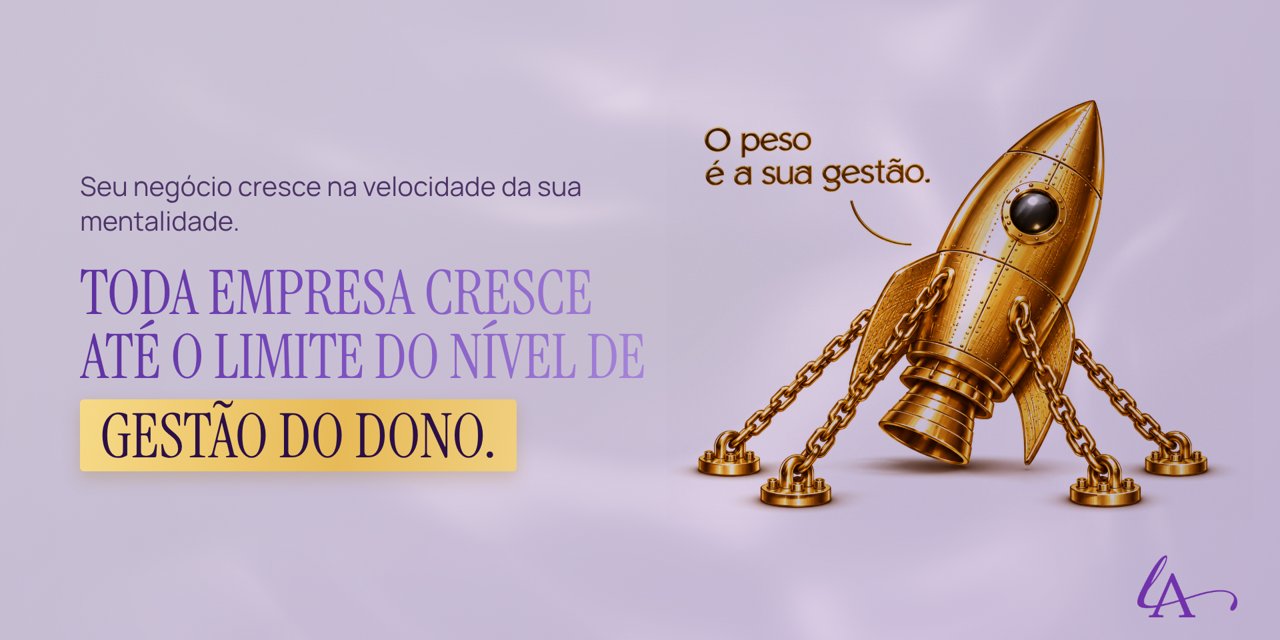 Seu negócio cresce na velocidade da sua
mentalidade.
TODA EMPRESA CRESCE
ATÉ O LIMITE DO NÍVEL DE
GESTÃO DO DONO.
O peso
é a sua gestão.
lA